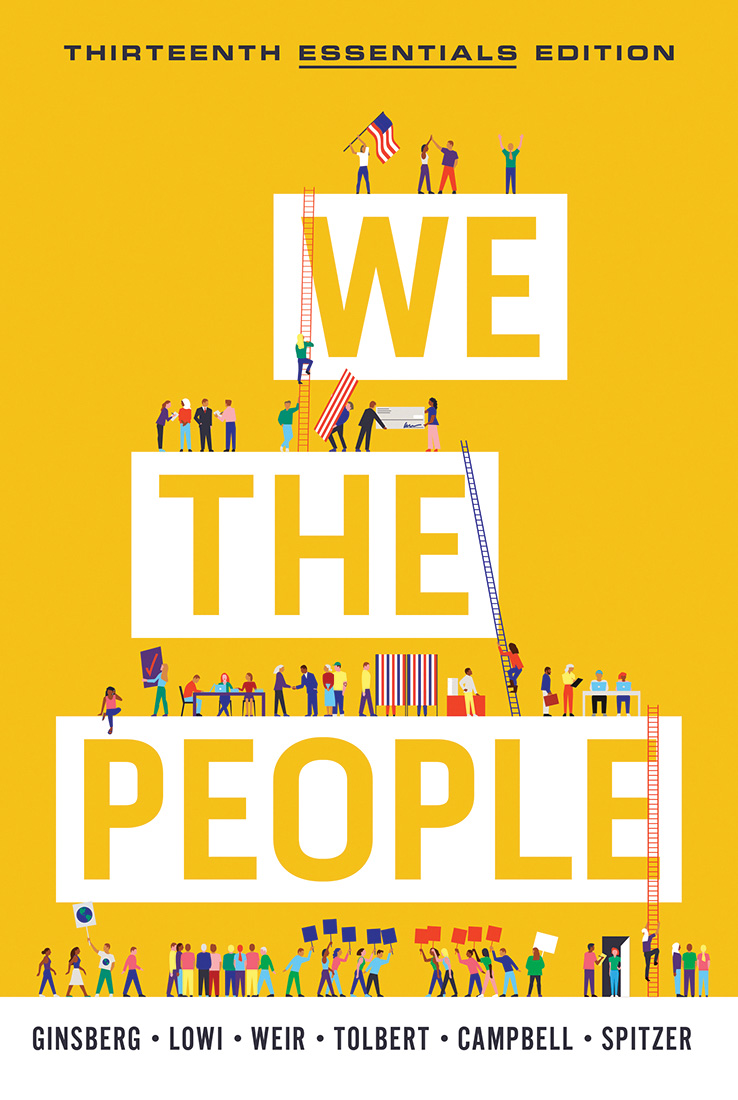 THIRTEENTH ESSENTIALS EDITION
WE
THE
PEOPLE
GINSBERG • LOWI • WEIR • TOLBERT • CAMPBELL • SPITZER